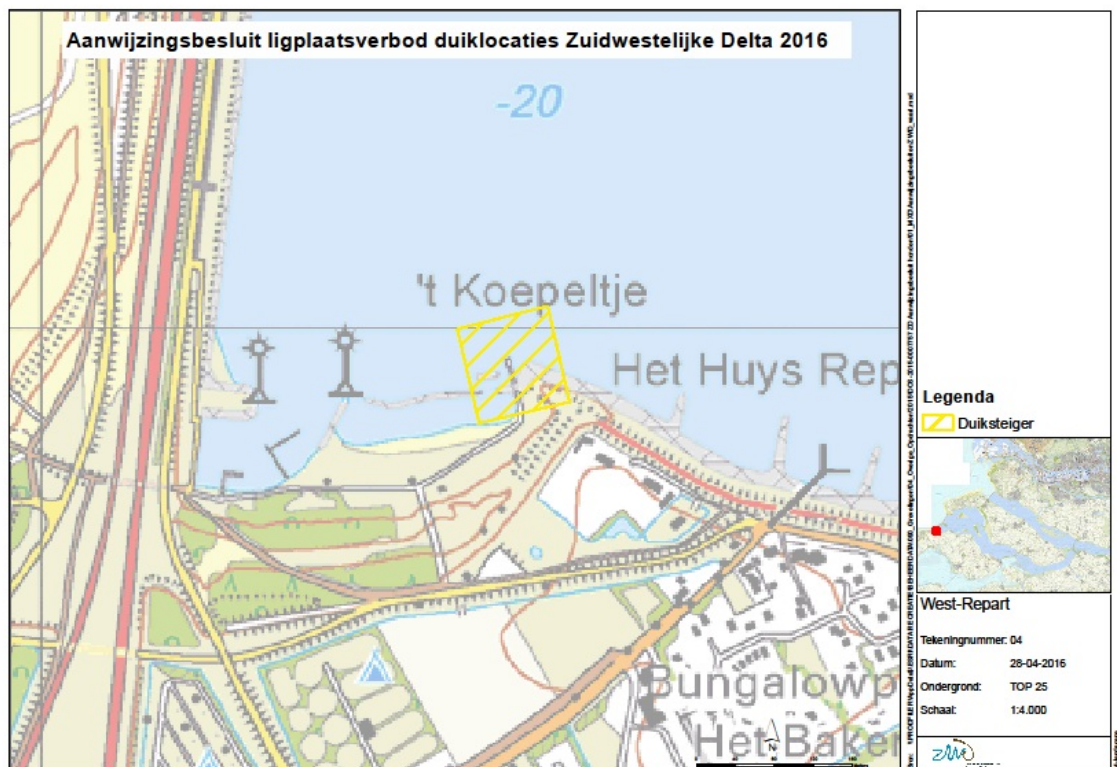 Aanwijzingsbesluit ligplaatsverbod duiklocaties Zuidwestelijke Delta 2016
-20
't Koepeltje
Het Huys Rep
Bungalowp
Het Baker
N
Legenda
Duiksteiger
West-Repart
Tekeningnummer: 04
Datum: 28-04-2016
Ondergrond: TOP 25
Schaal: 1:4.000